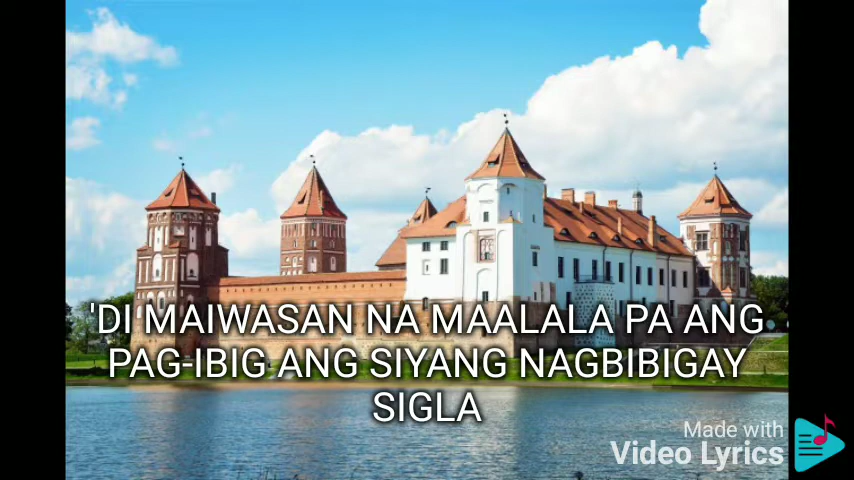 'DI MAIWASAN NA MAALALA PA ANG
PAG-IBIG ANG SIYANG NAGBIBIGAY
SIGLA
Made with
Video Lyrics